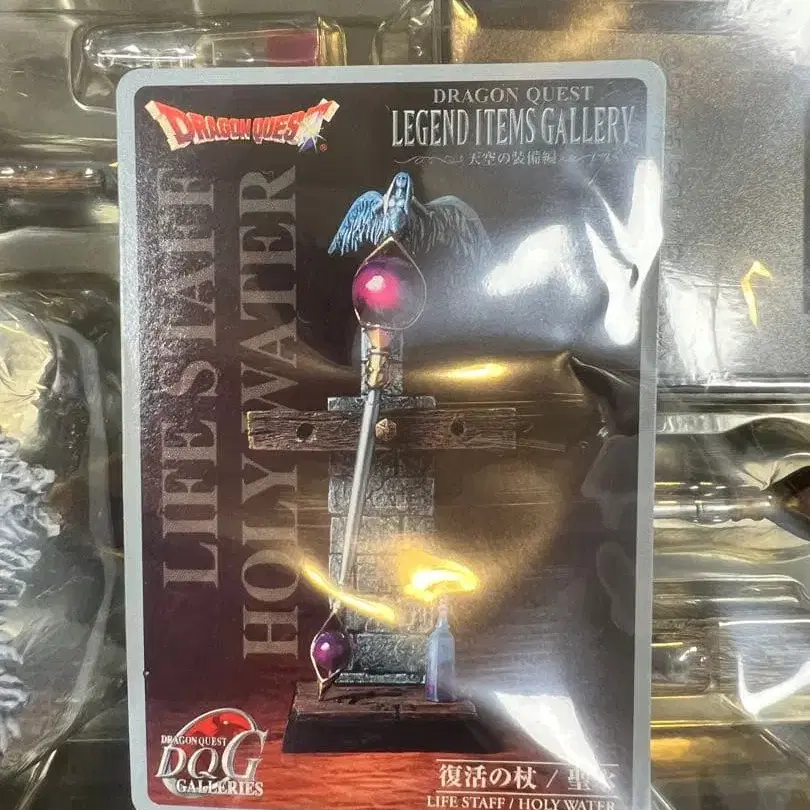 DRAGON QUEST
DRAGON QUEST
LEGEND ITEMS GALLERY
天空の装備編
LIFE STAFF
HOLY WATER
DRAGON QUEST
DQG
GALLERIES
復活の杖 / 聖水
LIFE STAFF / HOLY WATER